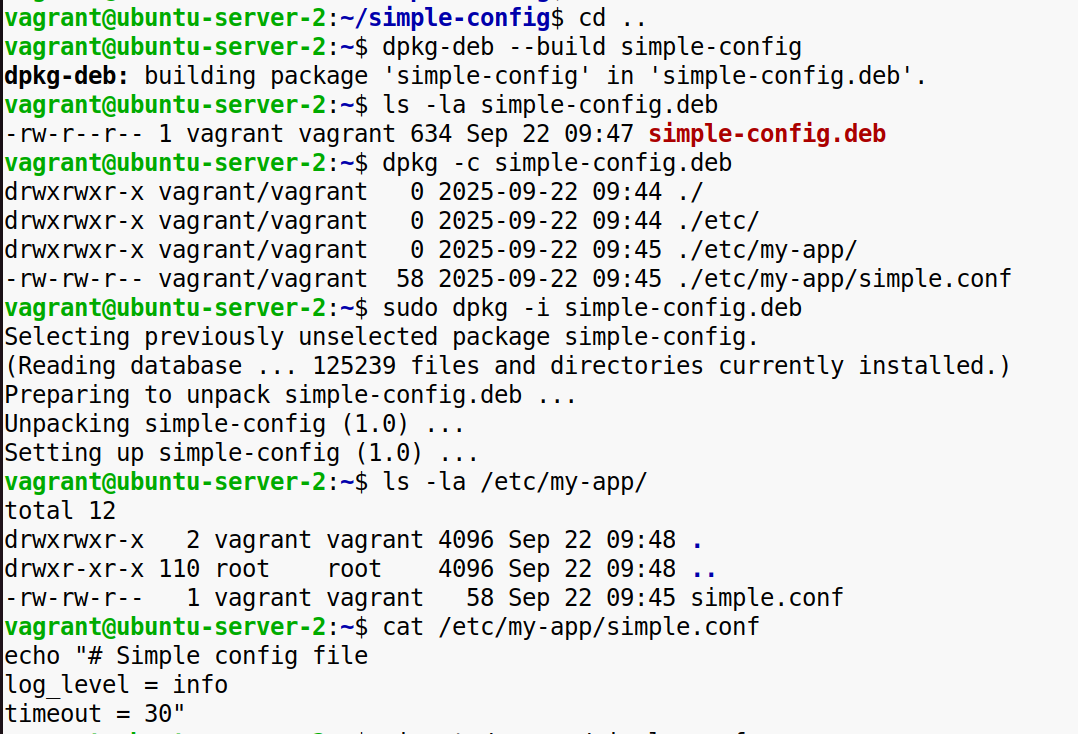 vagrant@ubuntu-server-2:~/simple-config$ cd ..
vagrant@ubuntu-server-2:~$ dpkg-deb --build simple-config
dpkg-deb: building package 'simple-config' in 'simple-config.deb'.
vagrant@ubuntu-server-2:~$ ls -la simple-config.deb
-rw-r--r-- 1 vagrant vagrant 634 Sep 22 09:47 simple-config.deb
vagrant@ubuntu-server-2:~$ dpkg -c simple-config.deb
drwxrwxr-x vagrant/vagrant   0 2025-09-22 09:44 ./
drwxrwxr-x vagrant/vagrant   0 2025-09-22 09:44 ./etc/
drwxrwxr-x vagrant/vagrant   0 2025-09-22 09:45 ./etc/my-app/
-rw-rw-r-- vagrant/vagrant  58 2025-09-22 09:45 ./etc/my-app/simple.conf
vagrant@ubuntu-server-2:~$ sudo dpkg -i simple-config.deb
Selecting previously unselected package simple-config.
(Reading database ... 125239 files and directories currently installed.)
Preparing to unpack simple-config.deb ...
Unpacking simple-config (1.0) ...
Setting up simple-config (1.0) ...
vagrant@ubuntu-server-2:~$ ls -la /etc/my-app/
total 12
drwxrwxr-x   2 vagrant vagrant 4096 Sep 22 09:48 .
drwxr-xr-x 110 root    root    4096 Sep 22 09:48 ..
-rw-rw-r--   1 vagrant vagrant   58 Sep 22 09:45 simple.conf
vagrant@ubuntu-server-2:~$ cat /etc/my-app/simple.conf
echo "# Simple config file
log_level = info
timeout = 30"